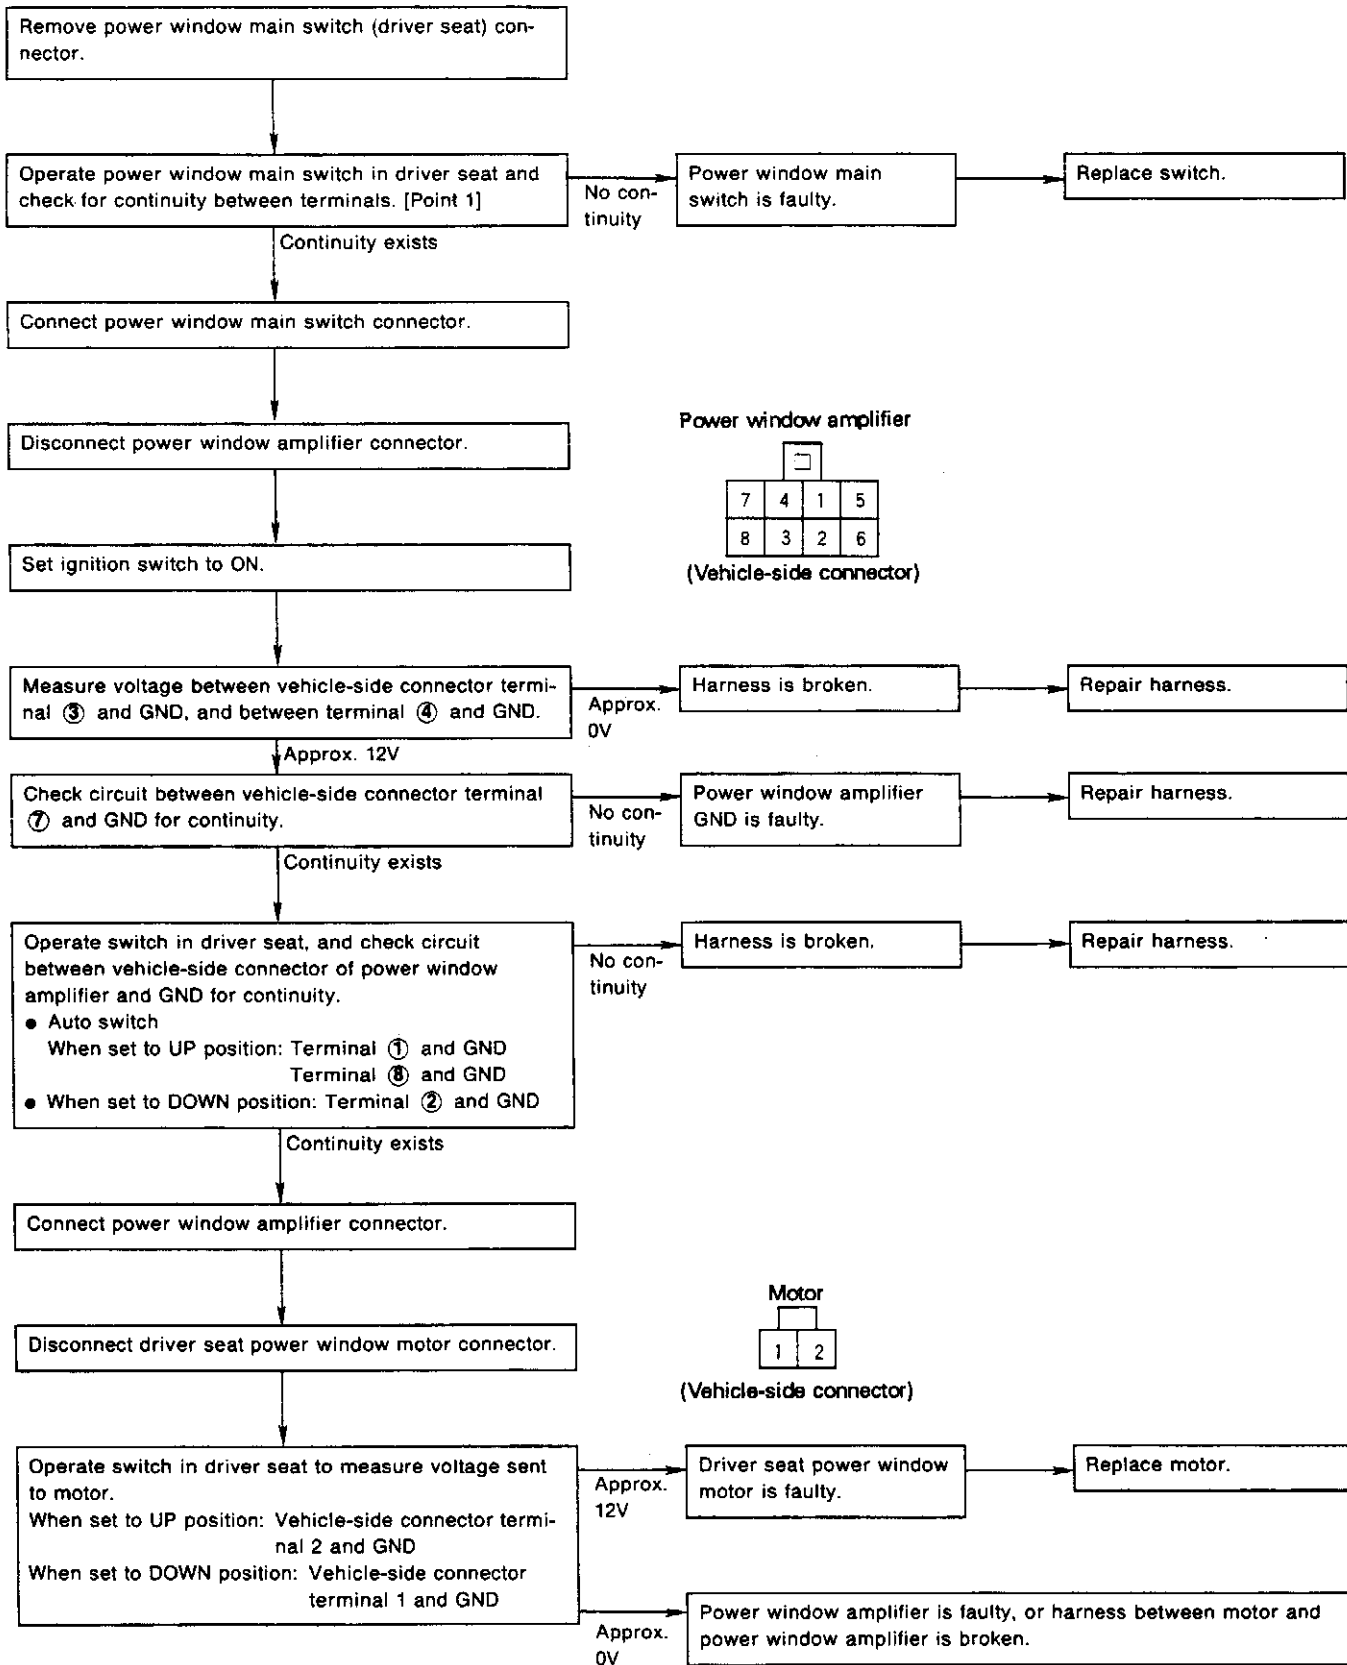 Remove power window main switch (driver seat) con-
nector.
Operate power window main switch in driver seat and
check for continuity between terminals. [Point 1]
No con-
tinuity
Power window main
switch is faulty.
Replace switch.
Continuity exists
Connect power window main switch connector.
Disconnect power window amplifier connector.
Power window amplifier
7 4 1 5
8 3 2 6
(Vehicle-side connector)
Set ignition switch to ON.
Measure voltage between vehicle-side connector termi-
nal ③ and GND, and between terminal ④ and GND.
Approx.
0V
Harness is broken.
Repair harness.
Approx. 12V
Check circuit between vehicle-side connector terminal
⑦ and GND for continuity.
No con-
tinuity
Power window amplifier
GND is faulty.
Repair harness.
Continuity exists
Operate switch in driver seat, and check circuit
between vehicle-side connector of power window
amplifier and GND for continuity.
● Auto switch
When set to UP position: Terminal ① and GND
Terminal ⑧ and GND
● When set to DOWN position: Terminal ② and GND
No con-
tinuity
Harness is broken.
Repair harness.
Continuity exists
Connect power window amplifier connector.
Disconnect driver seat power window motor connector.
Motor
1 2
(Vehicle-side connector)
Operate switch in driver seat to measure voltage sent
to motor.
When set to UP position: Vehicle-side connector termi-
nal 2 and GND
When set to DOWN position: Vehicle-side connector
terminal 1 and GND
Approx.
12V
Driver seat power window
motor is faulty.
Replace motor.
Approx.
0V
Power window amplifier is faulty, or harness between motor and
power window amplifier is broken.